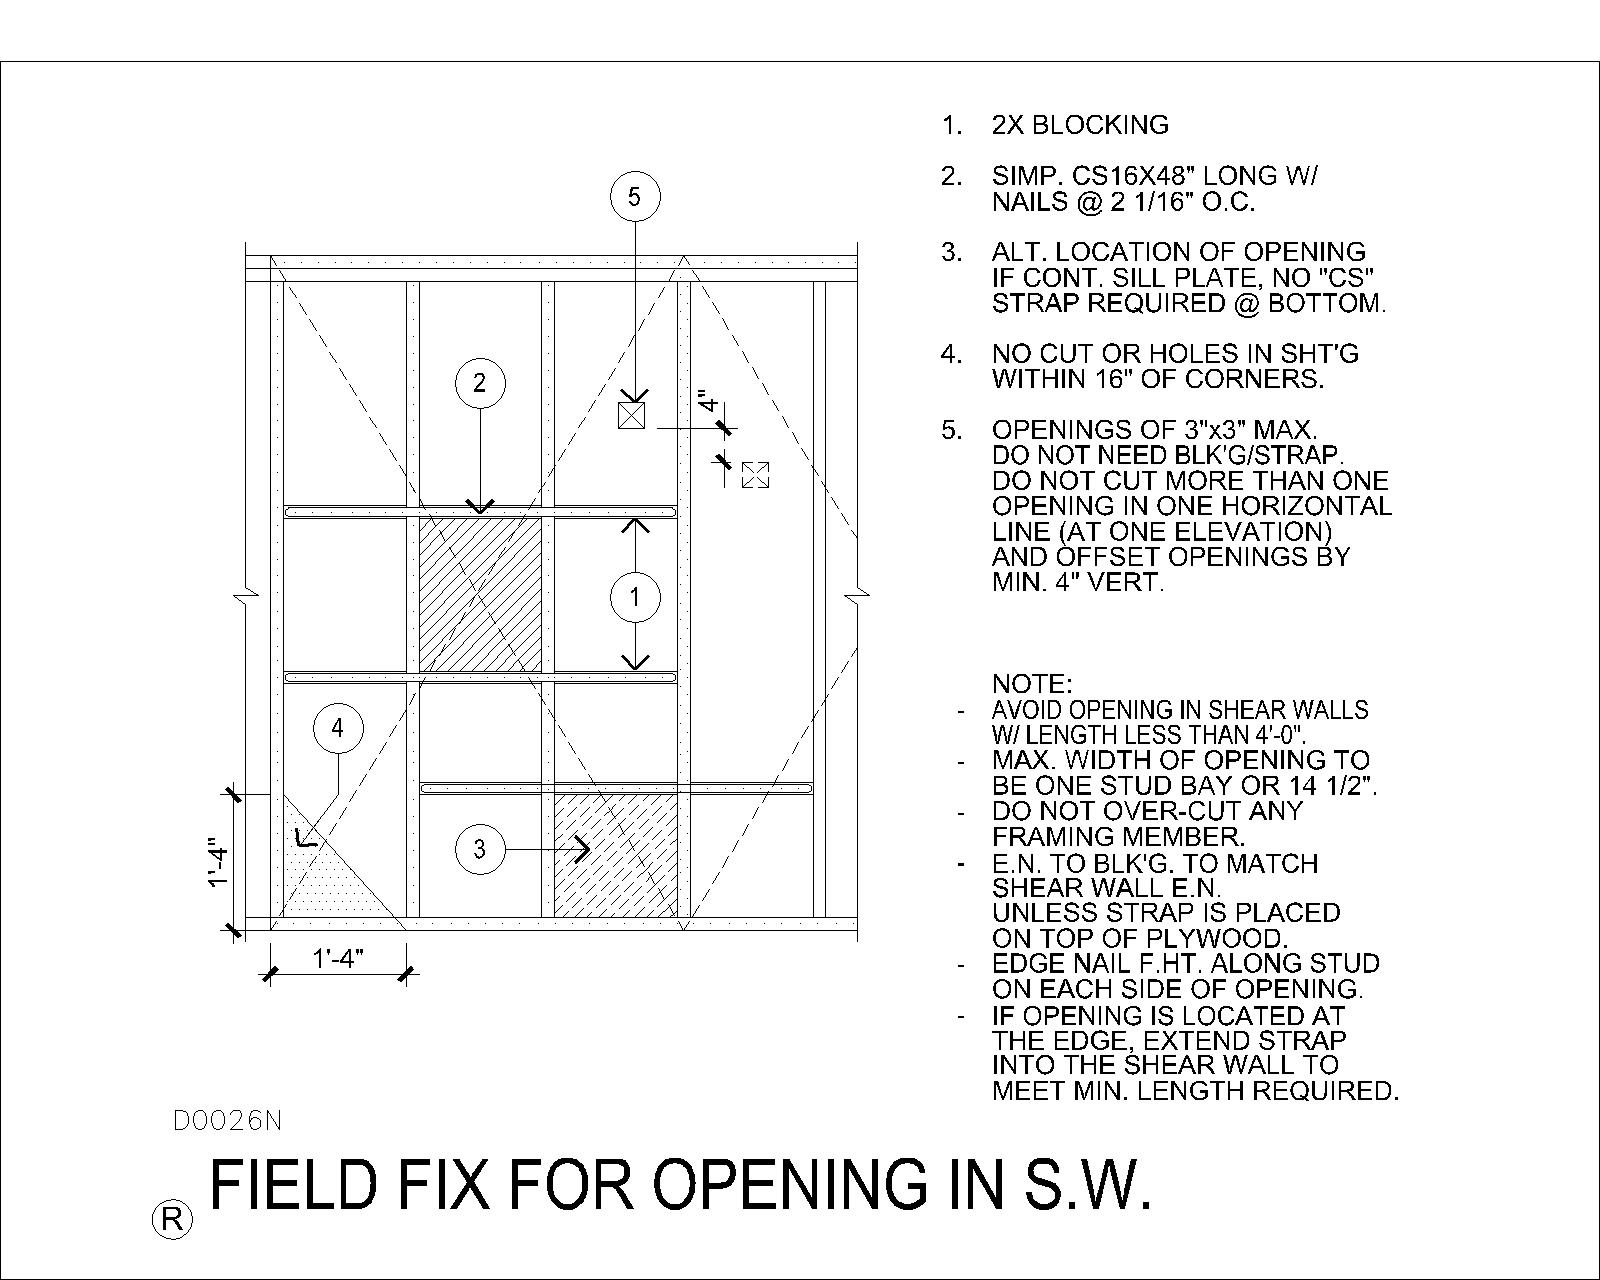 1. 2X BLOCKING
2. SIMP. CS16X48" LONG W/
NAILS @ 2 1/16" O.C.
3. ALT. LOCATION OF OPENING
IF CONT. SILL PLATE, NO "CS"
STRAP REQUIRED @ BOTTOM.
4. NO CUT OR HOLES IN SHT'G
WITHIN 16" OF CORNERS.
5. OPENINGS OF 3"x3" MAX.
DO NOT NEED BLK'G/STRAP.
DO NOT CUT MORE THAN ONE
OPENING IN ONE HORIZONTAL
LINE (AT ONE ELEVATION)
AND OFFSET OPENINGS BY
MIN. 4" VERT.
NOTE:
- AVOID OPENING IN SHEAR WALLS
W/ LENGTH LESS THAN 4'-0".
- MAX. WIDTH OF OPENING TO
BE ONE STUD BAY OR 14 1/2".
- DO NOT OVER-CUT ANY
FRAMING MEMBER.
- E.N. TO BLK'G. TO MATCH
SHEAR WALL E.N.
UNLESS STRAP IS PLACED
ON TOP OF PLYWOOD.
- EDGE NAIL F.HT. ALONG STUD
ON EACH SIDE OF OPENING.
- IF OPENING IS LOCATED AT
THE EDGE, EXTEND STRAP
INTO THE SHEAR WALL TO
MEET MIN. LENGTH REQUIRED.
5
2
4"
1
4
3
1'-4"
1'-4"
D0026N
FIELD FIX FOR OPENING IN S.W.
R